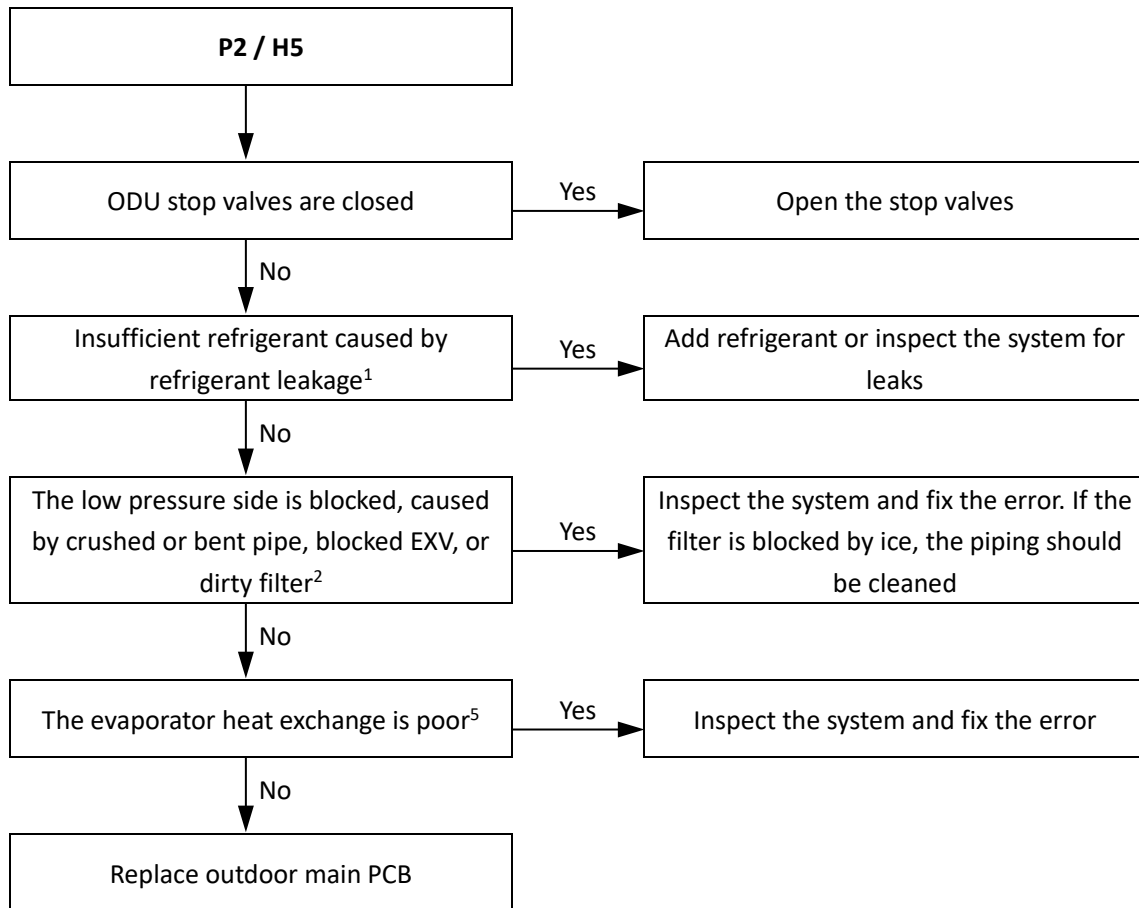 P2 / H5
ODU stop valves are closed
Yes
Open the stop valves
No
Insufficient refrigerant caused by
refrigerant leakage1
Yes
Add refrigerant or inspect the system for
leaks
No
The low pressure side is blocked, caused
by crushed or bent pipe, blocked EXV, or
dirty filter2
Yes
Inspect the system and fix the error. If the
filter is blocked by ice, the piping should
be cleaned
No
The evaporator heat exchange is poor5
Yes
Inspect the system and fix the error
No
Replace outdoor main PCB